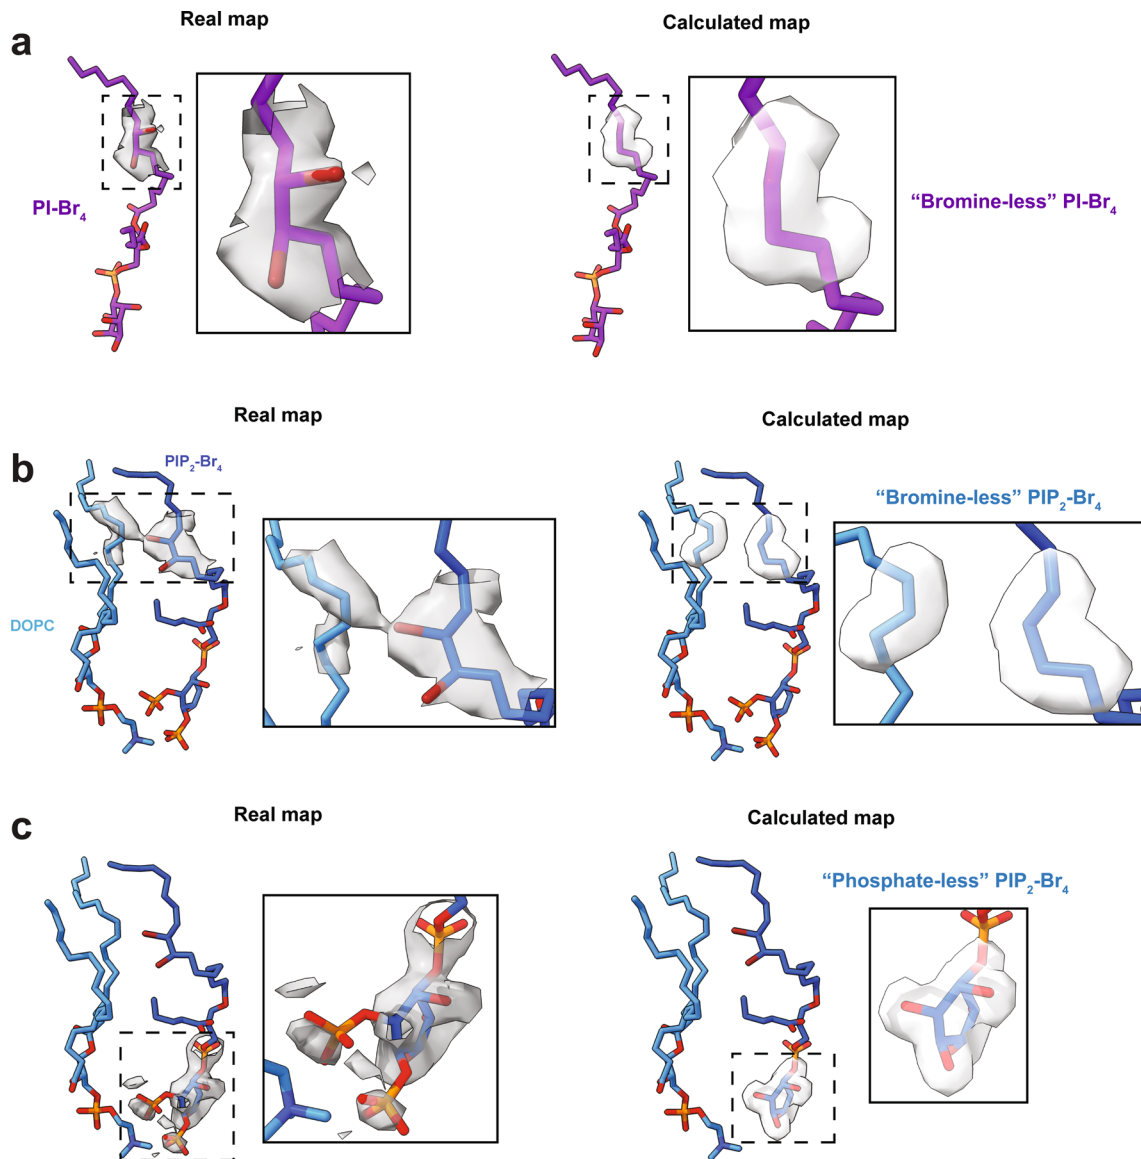 a
Real map
Calculated map
PI-Br₄
“Bromine-less” PI-Br₄
Real map
Calculated map
b
PIP₂-Br₄
“Bromine-less” PIP₂-Br₄
DOPC
c
Real map
Calculated map
“Phosphate-less” PIP₂-Br₄